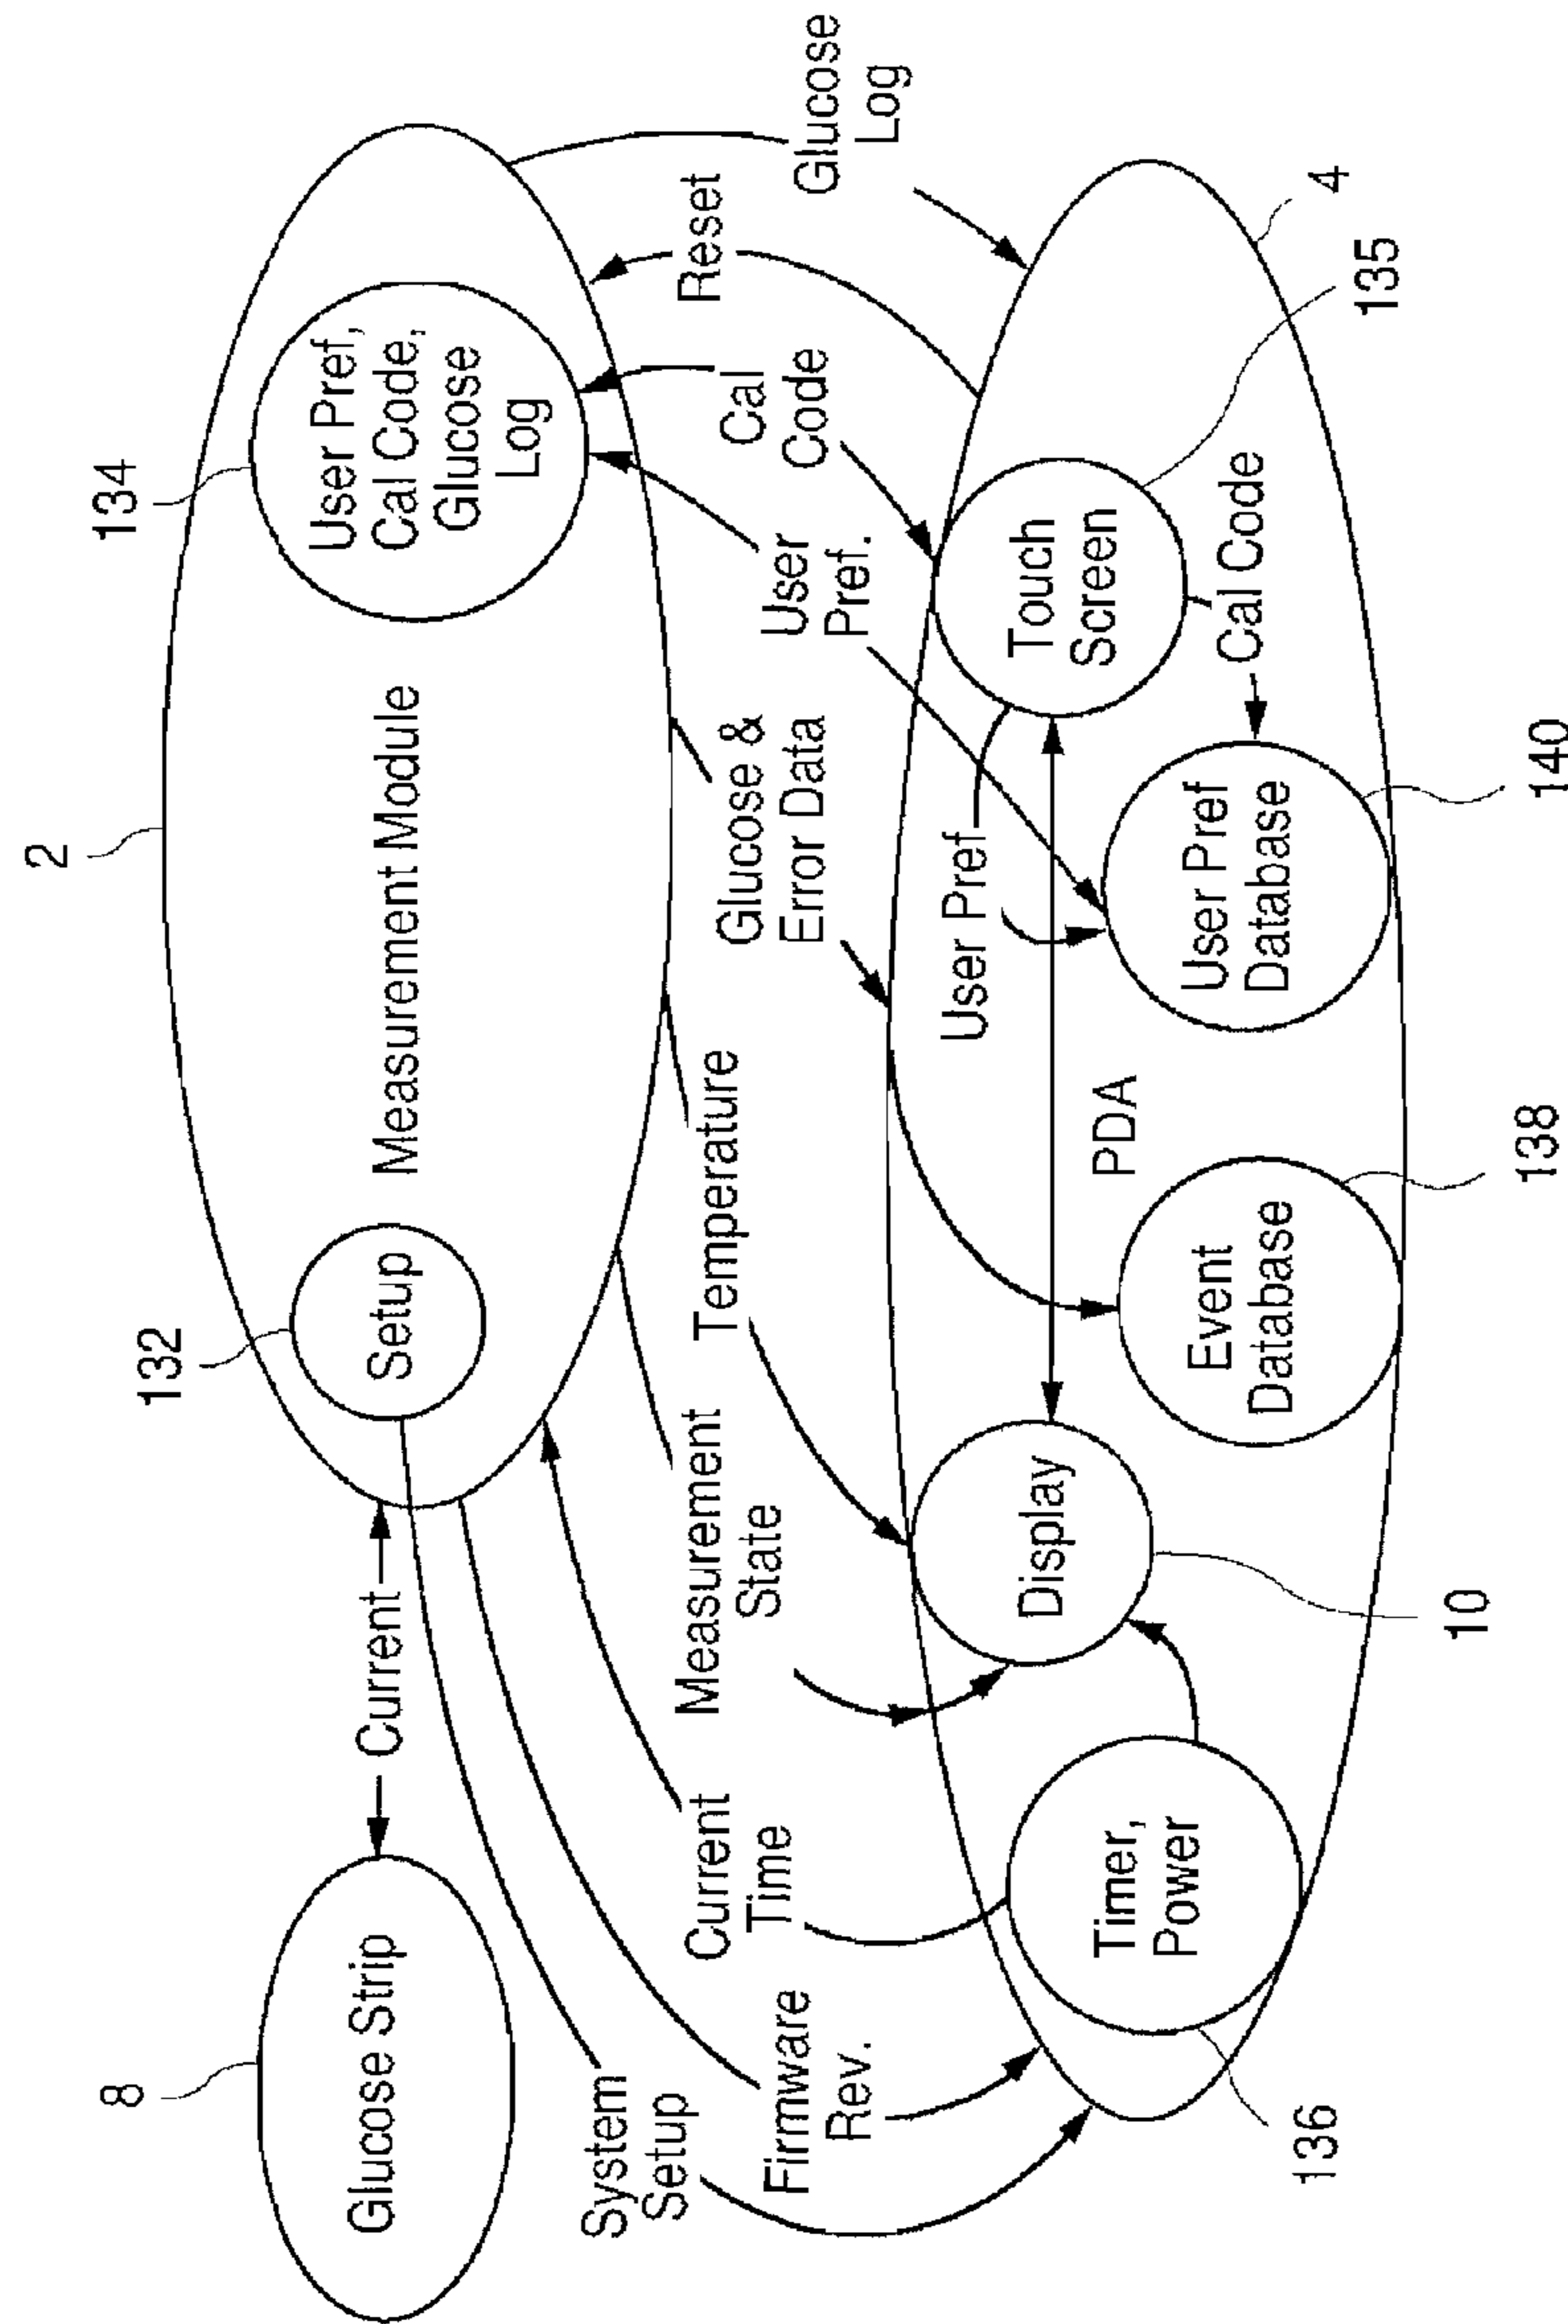 2
134
132
8
Measurement Module
User Pref,
Cal Code,
Glucose
Log
Setup
Glucose Strip
Current
System
Setup
Firmware
Rev.
Current
Time
Measurement
State
Temperature
Glucose &
Error Data
User
Pref.
Cal
Code
Reset
Glucose
Log
User Pref
Touch
Screen
Cal Code
PDA
Display
Timer,
Power
Event
Database
User Pref
Database
4
135
140
138
10
136